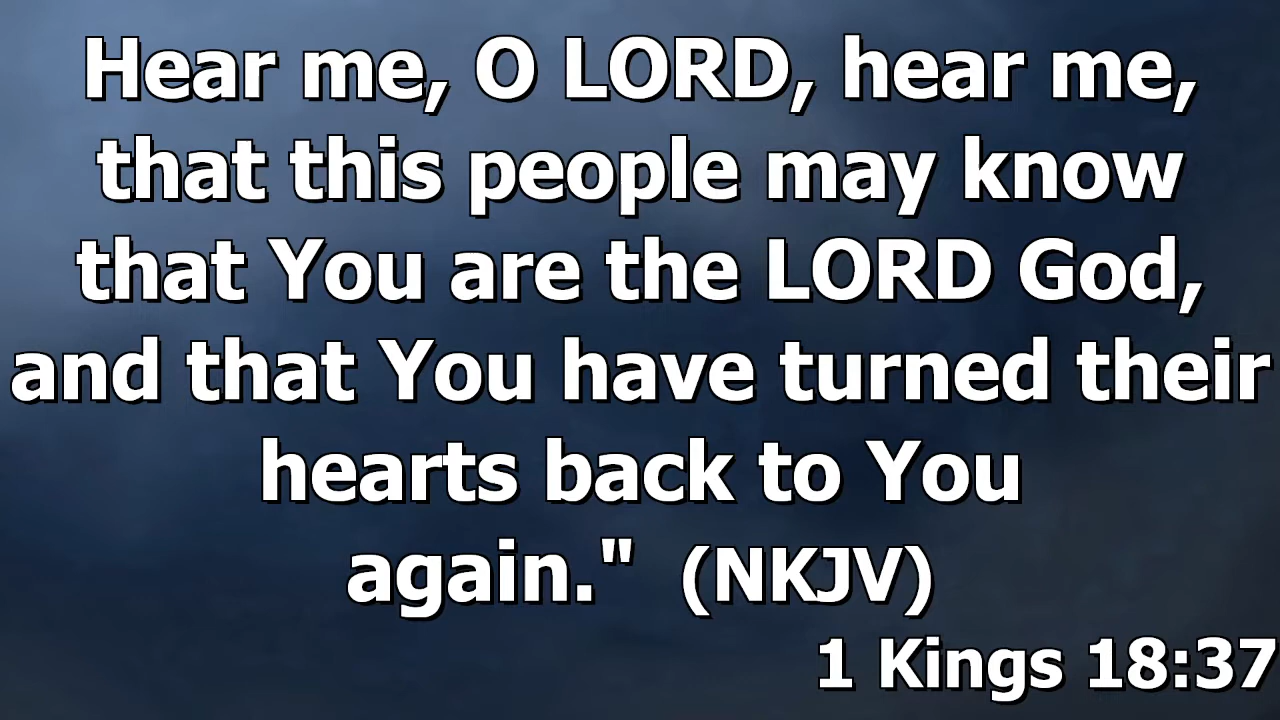 Hear me, O LORD, hear me,
that this people may know
that You are the LORD God,
and that You have turned their
hearts back to You
again." (NKJV)
1 Kings 18:37